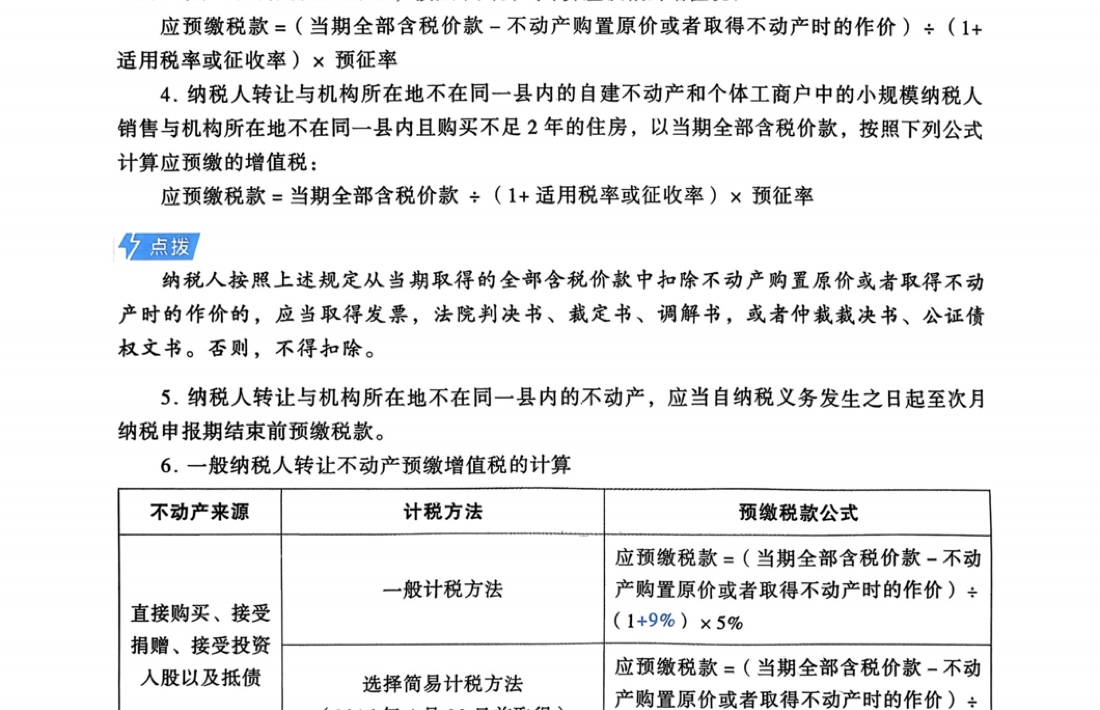 应预缴税款 =（当期全部含税价款 – 不动产购置原价或者取得不动产时的作价）÷（1+
适用税率或征收率）× 预征率
4. 纳税人转让与机构所在地不在同一县内的自建不动产和个体工商户中的小规模纳税人
销售与机构所在地不在同一县内且购买不足 2 年的住房，以当期全部含税价款，按照下列公式
计算应预缴的增值税：
应预缴税款 = 当期全部含税价款 ÷（1+ 适用税率或征收率）× 预征率
点拨
纳税人按照上述规定从当期取得的全部含税价款中扣除不动产购置原价或者取得不动
产时的作价的，应当取得发票，法院判决书、裁定书、调解书，或者仲裁裁决书、公证债
权文书。否则，不得扣除。
5. 纳税人转让与机构所在地不在同一县内的不动产，应当自纳税义务发生之日起至次月
纳税申报期结束前预缴税款。
6. 一般纳税人转让不动产预缴增值税的计算
不动产来源
计税方法
预缴税款公式
直接购买、接受
捐赠、接受投资
入股以及抵债
一般计税方法
应预缴税款 =（当期全部含税价款 – 不动
产购置原价或者取得不动产时的作价）÷
（1+9%）× 5%
选择简易计税方法
应预缴税款 =（当期全部含税价款 – 不动
产购置原价或者取得不动产时的作价）÷